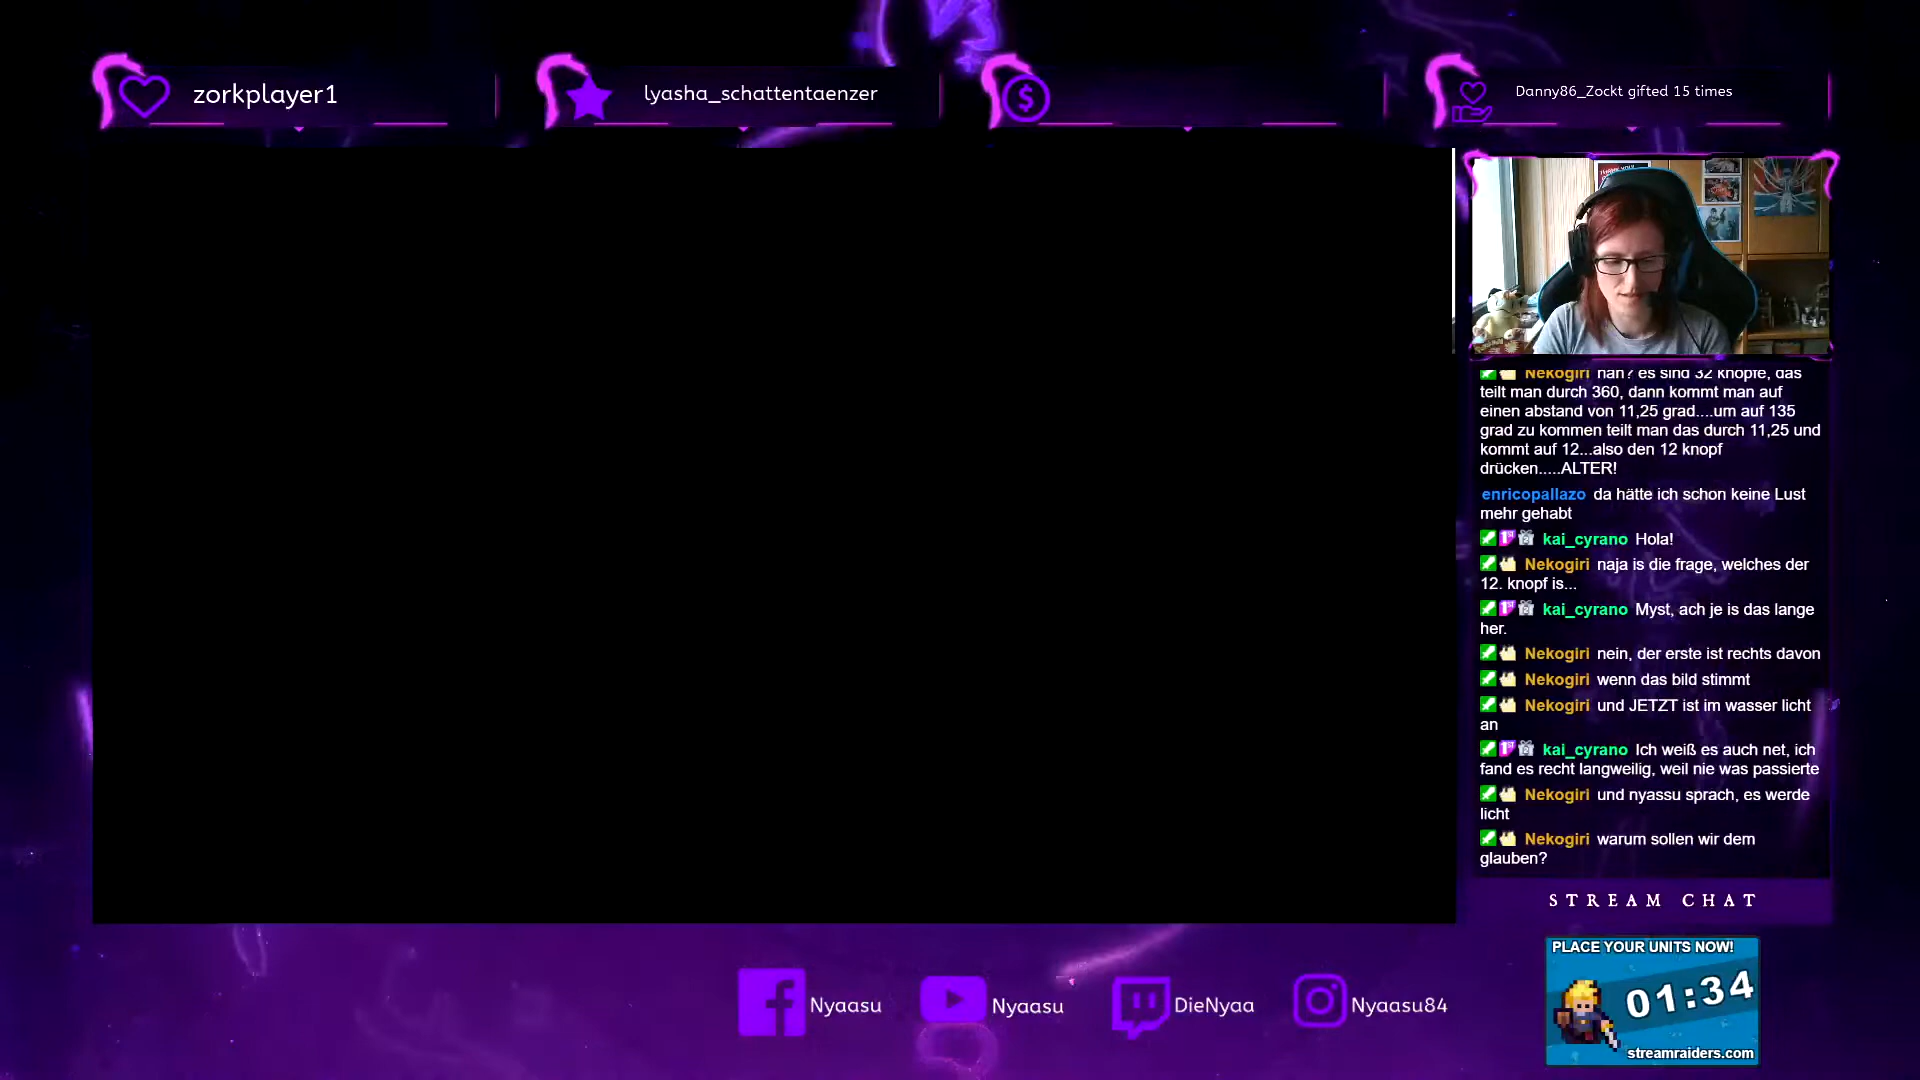 zorkplayer1
lyasha_schattentaenzer
Danny86_Zockt gifted 15 times
Nekogiri häh? es sind 32 knöpfe, das
teilt man durch 360, dann kommt man auf
einen abstand von 11,25 grad....um auf 135
grad zu kommen teilt man das durch 11,25 und
kommt auf 12...also den 12 knopf
drücken.....ALTER!
enricopallazo da hätte ich schon keine Lust
mehr gehabt
kai_cyrano Hola!
Nekogiri naja is die frage, welches der
12. knopf is...
kai_cyrano Myst, ach je is das lange
her.
Nekogiri nein, der erste ist rechts davon
Nekogiri wenn das bild stimmt
Nekogiri und JETZT ist im wasser licht
an
kai_cyrano Ich weiß es auch net, ich
fand es recht langweilig, weil nie was passierte
Nekogiri und nyassu sprach, es werde
licht
Nekogiri warum sollen wir dem
glauben?
STREAM CHAT
PLACE YOUR UNITS NOW!
01:34
streamraiders.com
Nyaasu
Nyaasu
DieNyaa
Nyaasu84